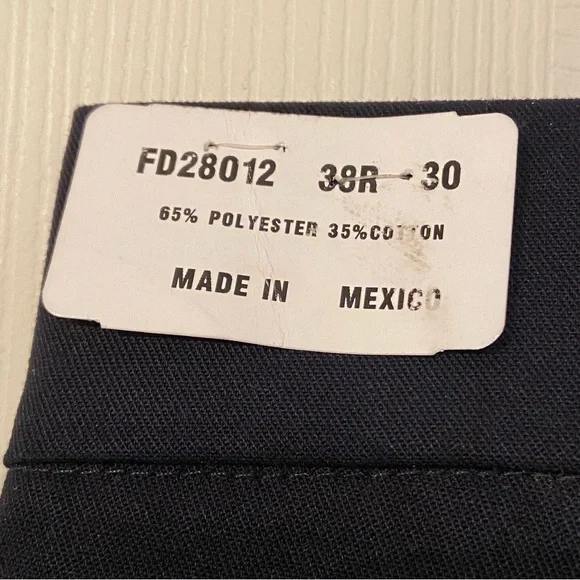 FD28012 38R 30
65% POLYESTER 35%COTTON
MADE IN MEXICO